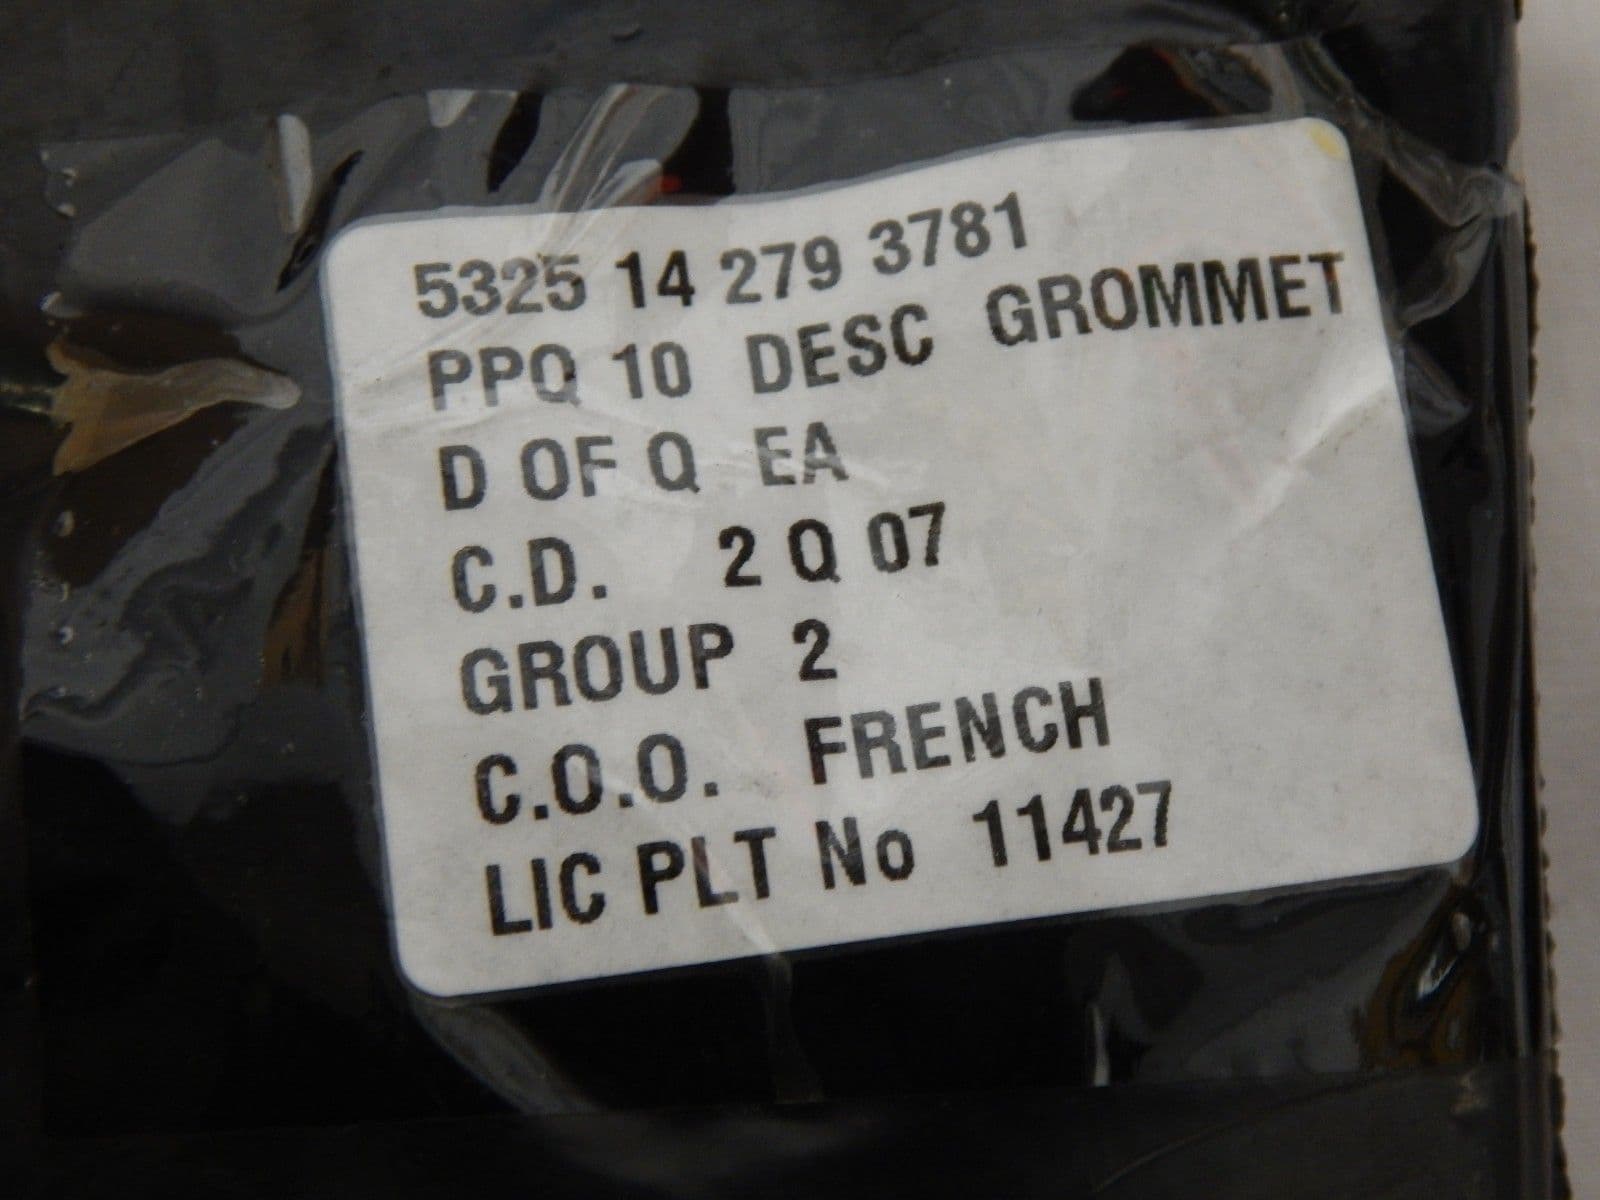 5325 14 279 3781
PPQ 10 DESC GROMMET
D OF Q EA
C.D. 2 Q 07
GROUP 2
C.O.O. FRENCH
LIC PLT No 11427